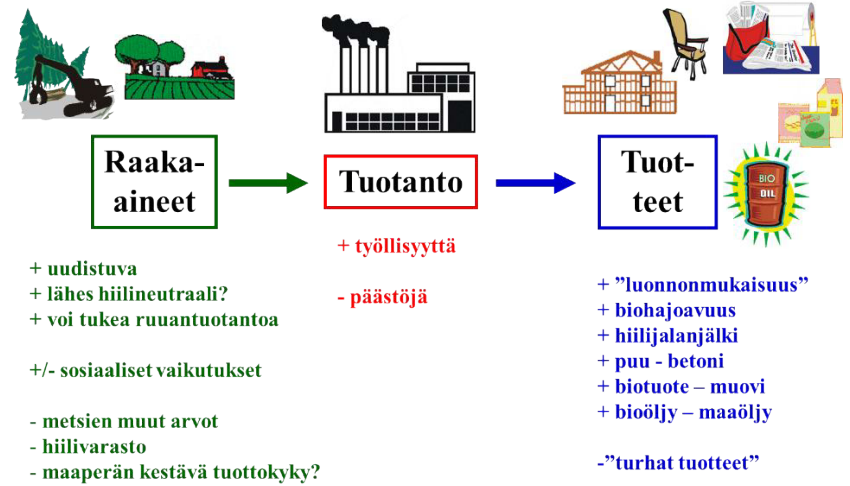 Raaka-
aineet
Tuotanto
Tuot-
teet
BIO
OIL
+ uudistuva
+ lähes hiilineutraali?
+ voi tukea ruuantuotantoa
+/- sosiaaliset vaikutukset
- metsien muut arvot
- hiilivarasto
- maaperän kestävä tuottokyky?
+ työllisyyttä
- päästöjä
+ ”luonnonmukaisuus”
+ biohajoavuus
+ hiilijalanjälki
+ puu - betoni
+ biotuote – muovi
+ bioöljy – maaöljy
-”turhat tuotteet”